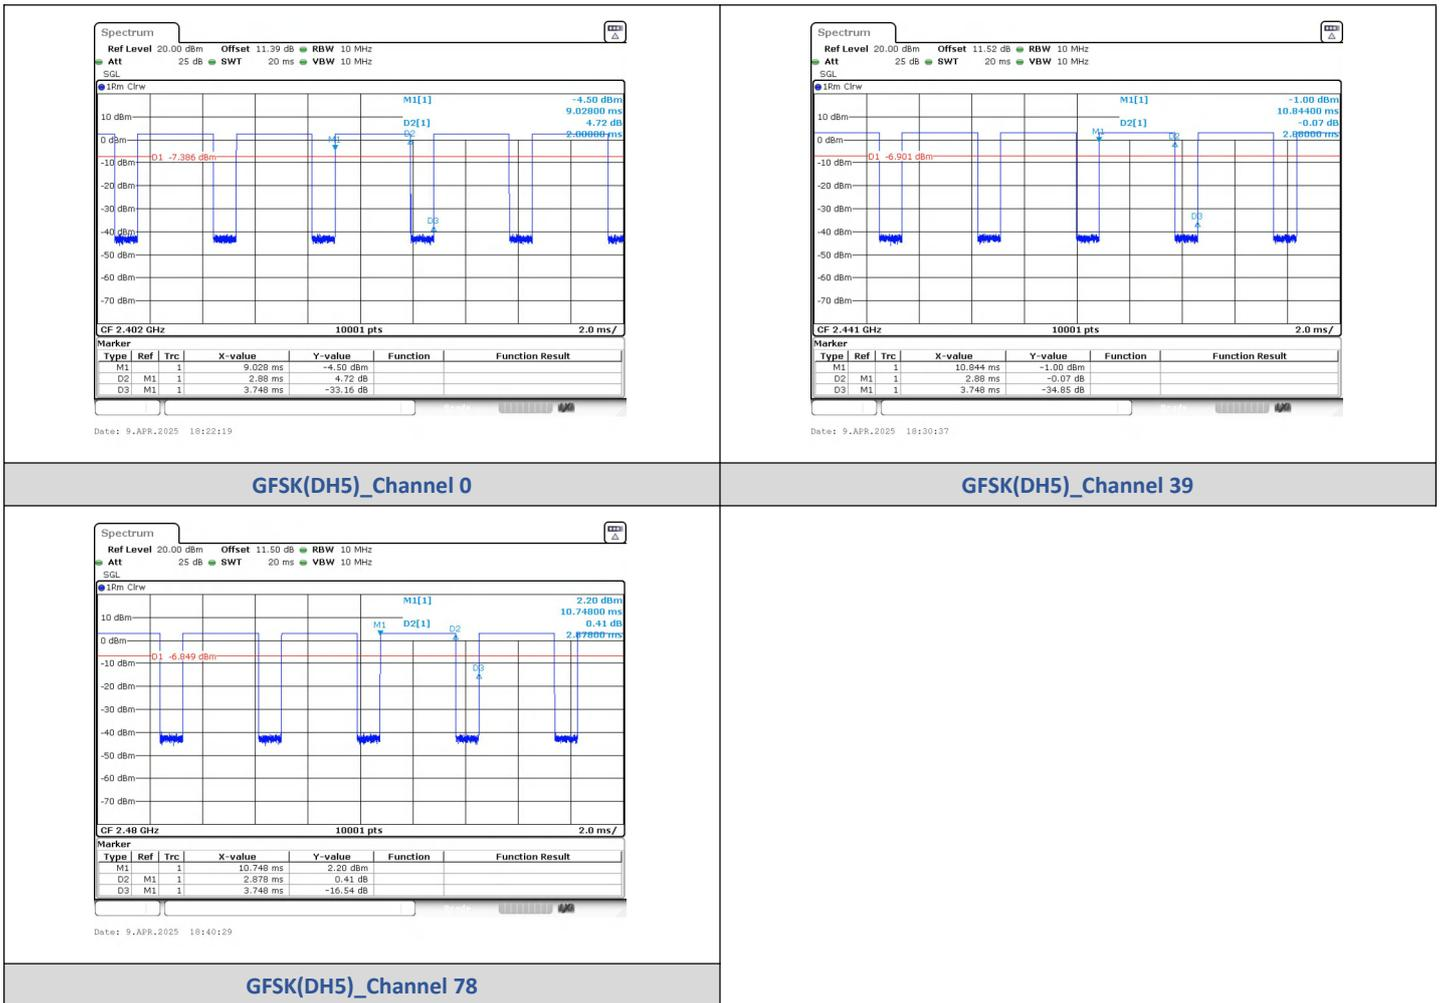 Spectrum
Ref Level 20.00 dBm Offset 11.39 dB RBW 10 MHz
Att 25 dB SWT 20 ms VBW 10 MHz
SGL
1Rm Clrw
M1[1] -4.50 dBm
9.02800 ms
D2[1] 4.72 dB
10 dBm
0 dBm
M1
D2
D1 -7.386 dBm
-10 dBm
-20 dBm
-30 dBm
D3
-40 dBm
-50 dBm
-60 dBm
-70 dBm
CF 2.402 GHz 10001 pts 2.0 ms/
Marker
Type Ref Trc X-value Y-value Function Function Result
M1 1 9.028 ms -4.50 dBm
D2 M1 1 2.88 ms 4.72 dB
D3 M1 1 3.748 ms -33.16 dB
Date: 9.APR.2025 18:22:19
GFSK(DH5)_Channel 0
Spectrum
Ref Level 20.00 dBm Offset 11.52 dB RBW 10 MHz
Att 25 dB SWT 20 ms VBW 10 MHz
SGL
1Rm Clrw
M1[1] -1.00 dBm
10.84400 ms
D2[1] -0.07 dB
10 dBm
0 dBm
M1
D2
D1 -6.901 dBm
-10 dBm
-20 dBm
-30 dBm
D3
-40 dBm
-50 dBm
-60 dBm
-70 dBm
CF 2.441 GHz 10001 pts 2.0 ms/
Marker
Type Ref Trc X-value Y-value Function Function Result
M1 1 10.844 ms -1.00 dBm
D2 M1 1 2.88 ms -0.07 dB
D3 M1 1 3.748 ms -34.85 dB
Date: 9.APR.2025 18:30:37
GFSK(DH5)_Channel 39
Spectrum
Ref Level 20.00 dBm Offset 11.50 dB RBW 10 MHz
Att 25 dB SWT 20 ms VBW 10 MHz
SGL
1Rm Clrw
M1[1] 2.20 dBm
10.74800 ms
D2[1] 0.41 dB
2.87800 ms
10 dBm
M1
D2
0 dBm
D1 -6.849 dBm
-10 dBm
D3
-20 dBm
-30 dBm
-40 dBm
-50 dBm
-60 dBm
-70 dBm
CF 2.48 GHz 10001 pts 2.0 ms/
Marker
Type Ref Trc X-value Y-value Function Function Result
M1 1 10.748 ms 2.20 dBm
D2 M1 1 2.878 ms 0.41 dB
D3 M1 1 3.748 ms -16.54 dB
Date: 9.APR.2025 18:40:29
GFSK(DH5)_Channel 78